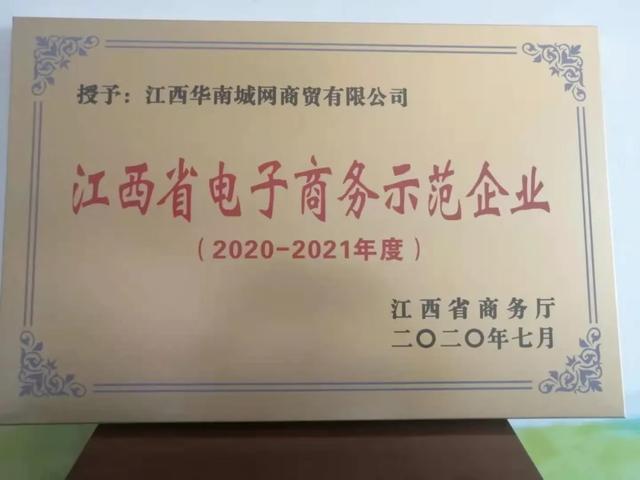 授予：江西华南城网商贸有限公司
江西省电子商务示范企业
（2020-2021年度）
江西省商务厅
二〇二〇年七月